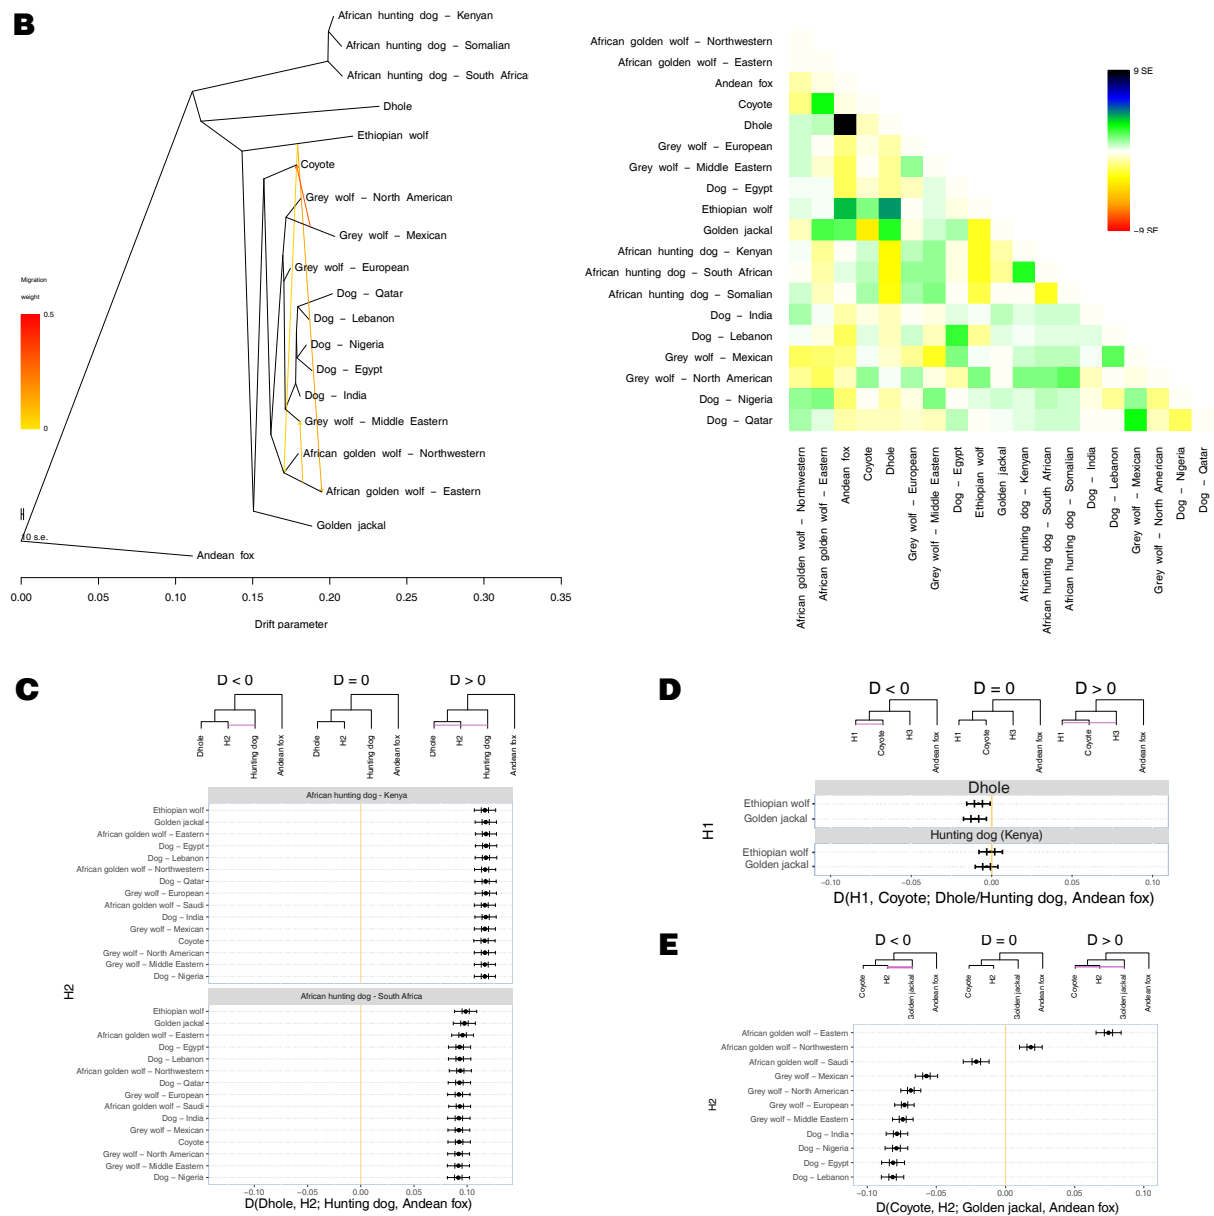 B
African hunting dog – Kenyan
African hunting dog – Somalian
African hunting dog – South Africa
Dhole
Ethiopian wolf
Coyote
Grey wolf – North American
Grey wolf – Mexican
Grey wolf – European
Dog – Qatar
Dog – Lebanon
Dog – Nigeria
Dog – Egypt
Dog – India
Grey wolf – Middle Eastern
African golden wolf – Northwestern
African golden wolf – Eastern
Golden jackal
Andean fox
Migration
weight
0.5
0
10 s.e.
0.00 0.05 0.10 0.15 0.20 0.25 0.30 0.35
Drift parameter
African golden wolf – Northwestern
African golden wolf – Eastern
Andean fox
Coyote
Dhole
Grey wolf – European
Grey wolf – Middle Eastern
Dog – Egypt
Ethiopian wolf
Golden jackal
African hunting dog – Kenyan
African hunting dog – South African
African hunting dog – Somalian
Dog – India
Dog – Lebanon
Grey wolf – Mexican
Grey wolf – North American
Dog – Nigeria
Dog – Qatar
9 SE
−9 SE
African golden wolf – Northwestern
African golden wolf – Eastern
Andean fox
Coyote
Dhole
Grey wolf – European
Grey wolf – Middle Eastern
Dog – Egypt
Ethiopian wolf
Golden jackal
African hunting dog – Kenyan
African hunting dog – South African
African hunting dog – Somalian
Dog – India
Dog – Lebanon
Grey wolf – Mexican
Grey wolf – North American
Dog – Nigeria
Dog – Qatar
C
D < 0 D = 0 D > 0
Dhole H2 Hunting dog Andean fox
Dhole H2 Hunting dog Andean fox
Dhole H2 Hunting dog Andean fox
African hunting dog - Kenya
Ethiopian wolf
Golden jackal
African golden wolf – Eastern
Dog – Egypt
Dog – Lebanon
African golden wolf – Northwestern
Dog – Qatar
Grey wolf – European
African golden wolf – Saudi
Dog – India
Grey wolf – Mexican
Coyote
Grey wolf – North American
Grey wolf – Middle Eastern
Dog – Nigeria
H2
African hunting dog - South Africa
Ethiopian wolf
Golden jackal
African golden wolf – Eastern
Dog – Egypt
Dog – Lebanon
African golden wolf – Northwestern
Dog – Qatar
Grey wolf – European
African golden wolf – Saudi
Dog – India
Grey wolf – Mexican
Coyote
Grey wolf – North American
Grey wolf – Middle Eastern
Dog – Nigeria
−0.10 −0.05 0.00 0.05 0.10
D(Dhole, H2; Hunting dog, Andean fox)
D
D < 0 D = 0 D > 0
H1 Coyote H3 Andean fox
H1 Coyote H3 Andean fox
H1 Coyote H3 Andean fox
Dhole
Ethiopian wolf
Golden jackal
H1
Hunting dog (Kenya)
Ethiopian wolf
Golden jackal
−0.10 −0.05 0.00 0.05 0.10
D(H1, Coyote; Dhole/Hunting dog, Andean fox)
E
D < 0 D = 0 D > 0
Coyote H2 Golden jackal Andean fox
Coyote H2 Golden jackal Andean fox
Coyote H2 Golden jackal Andean fox
African golden wolf – Eastern
African golden wolf – Northwestern
African golden wolf – Saudi
Grey wolf – Mexican
Grey wolf – North American
Grey wolf – European
Grey wolf – Middle Eastern
Dog – India
Dog – Nigeria
Dog – Egypt
Dog – Lebanon
H2
−0.10 −0.05 0.00 0.05 0.10
D(Coyote, H2; Golden jackal, Andean fox)